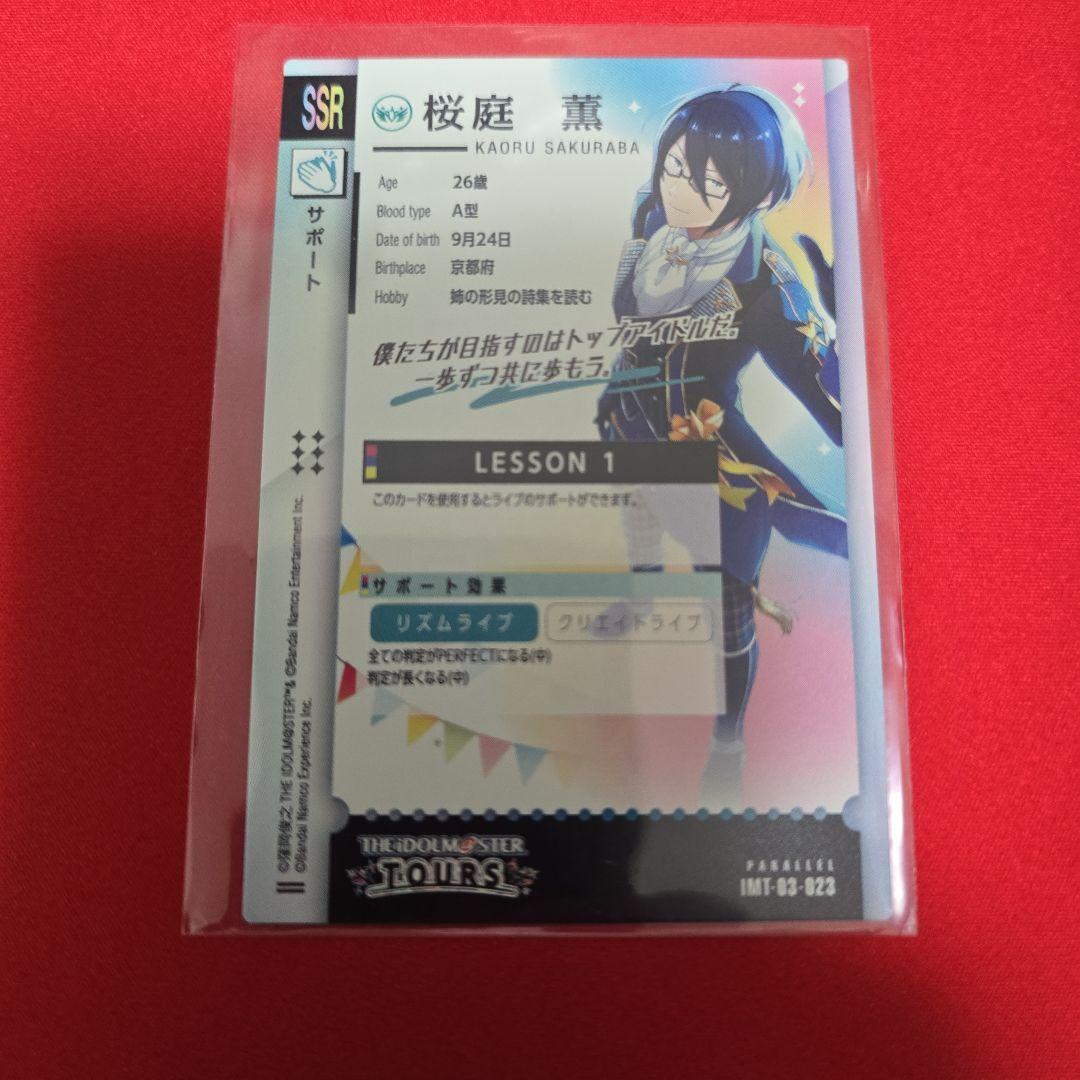 SSR
サポート
桜庭 薫
KAORU SAKURABA
Age 26歳
Blood type A型
Date of birth 9月24日
Birthplace 京都府
Hobby 姉の形見の詩集を読む
僕たちが目指すのはトップアイドルだ。
一歩ずつ共に歩もう。
LESSON 1
このカードを使用するとライブのサポートができます。
サポート効果
リズムライブ クリエイトライブ
全ての判定がPERFECTになる(中)
判定が長くなる(中)
©窪岡俊之 THE IDOLM@STER™& ©Bandai Namco Entertainment Inc.
©Bandai Namco Experience Inc.
THE iDOLM@STER
TOURS
PARALLEL
IMT-03-023